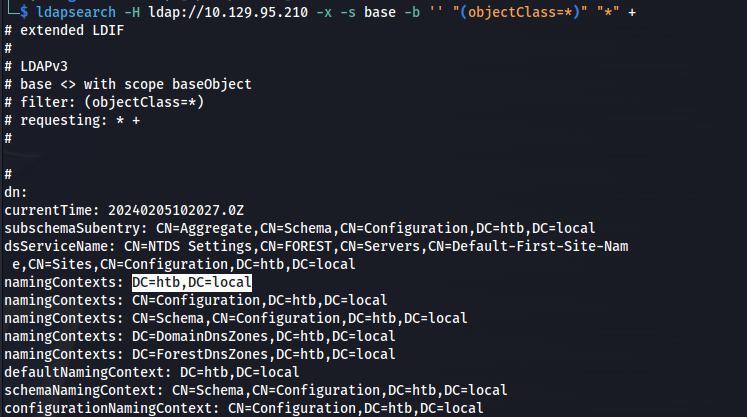 $ ldapsearch -H ldap://10.129.95.210 -x -s base -b '' "(objectClass=*)" "*" +
# extended LDIF
#
# LDAPv3
# base <> with scope baseObject
# filter: (objectClass=*)
# requesting: * +
#
#
dn:
currentTime: 20240205102027.0Z
subschemaSubentry: CN=Aggregate,CN=Schema,CN=Configuration,DC=htb,DC=local
dsServiceName: CN=NTDS Settings,CN=FOREST,CN=Servers,CN=Default-First-Site-Nam
e,CN=Sites,CN=Configuration,DC=htb,DC=local
namingContexts: DC=htb,DC=local
namingContexts: CN=Configuration,DC=htb,DC=local
namingContexts: CN=Schema,CN=Configuration,DC=htb,DC=local
namingContexts: DC=DomainDnsZones,DC=htb,DC=local
namingContexts: DC=ForestDnsZones,DC=htb,DC=local
defaultNamingContext: DC=htb,DC=local
schemaNamingContext: CN=Schema,CN=Configuration,DC=htb,DC=local
configurationNamingContext: CN=Configuration,DC=htb,DC=local